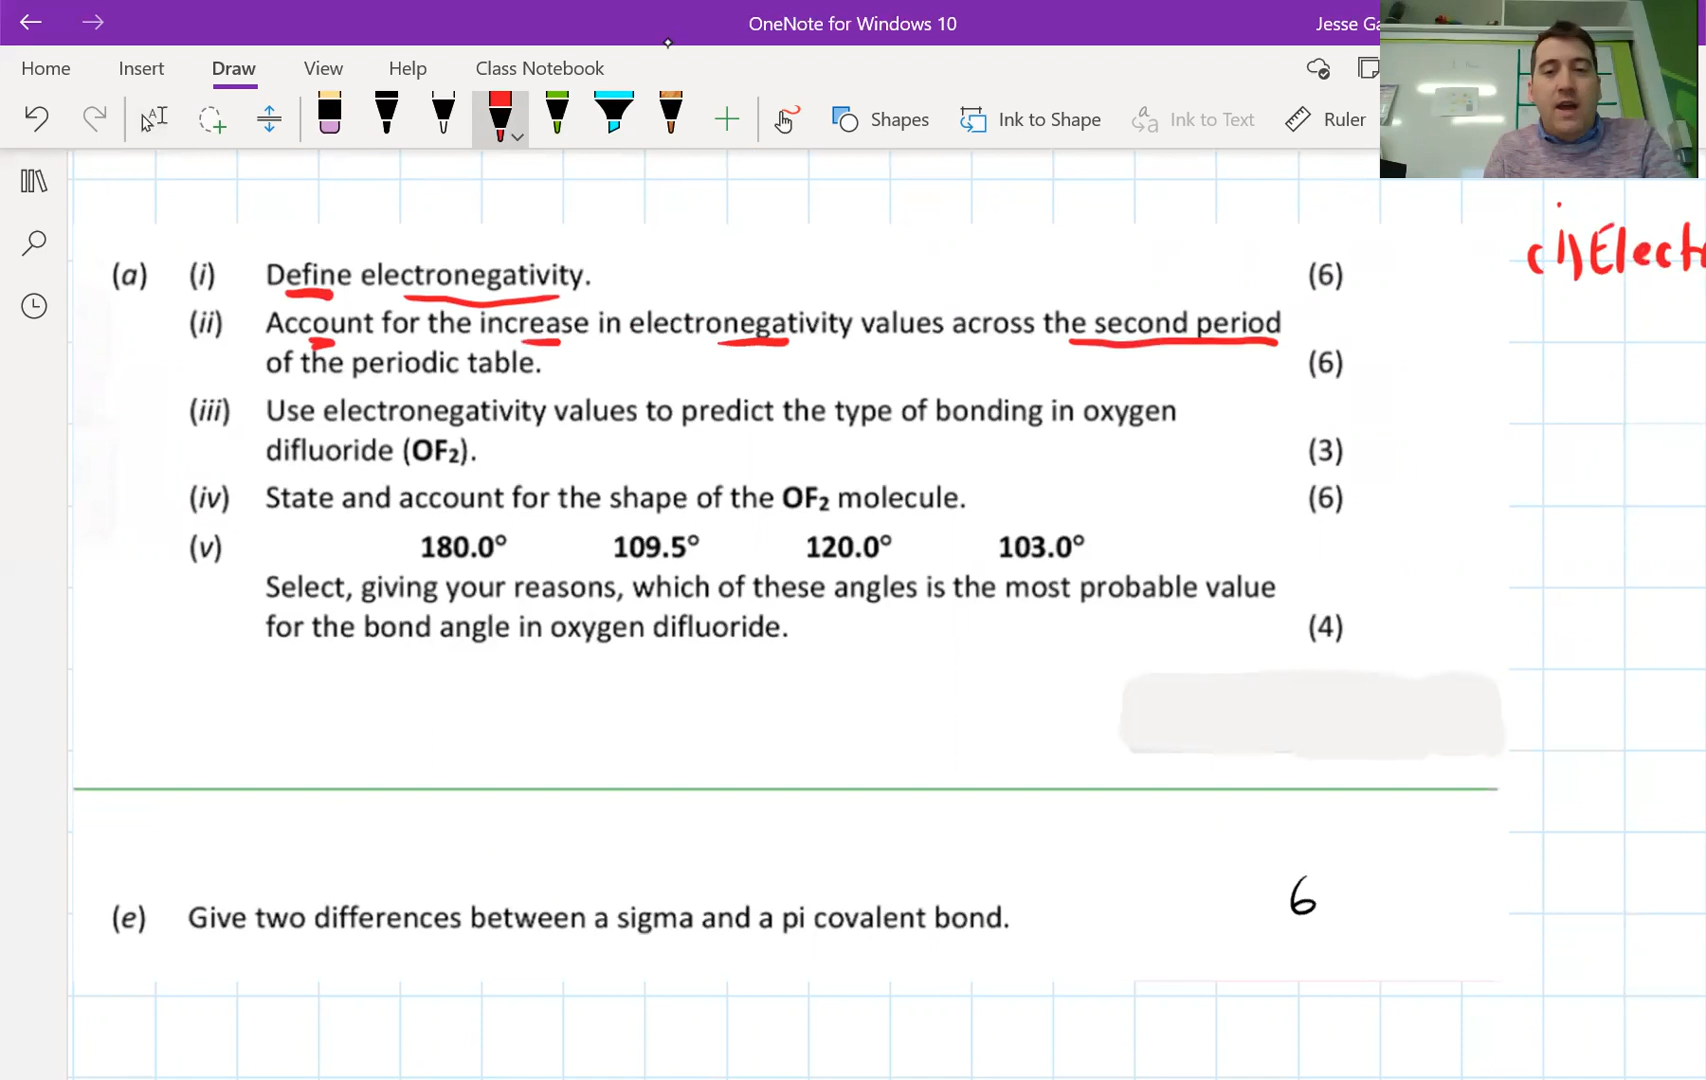 OneNote for Windows 10
Jesse Ga
Home Insert Draw View Help Class Notebook
Shapes Ink to Shape Ink to Text Ruler
(i) Elect
(a) (i) Define electronegativity. (6)
(ii) Account for the increase in electronegativity values across the second period
of the periodic table. (6)
(iii) Use electronegativity values to predict the type of bonding in oxygen
difluoride (OF₂). (3)
(iv) State and account for the shape of the OF₂ molecule. (6)
(v) 180.0° 109.5° 120.0° 103.0°
Select, giving your reasons, which of these angles is the most probable value
for the bond angle in oxygen difluoride. (4)
6
(e) Give two differences between a sigma and a pi covalent bond.